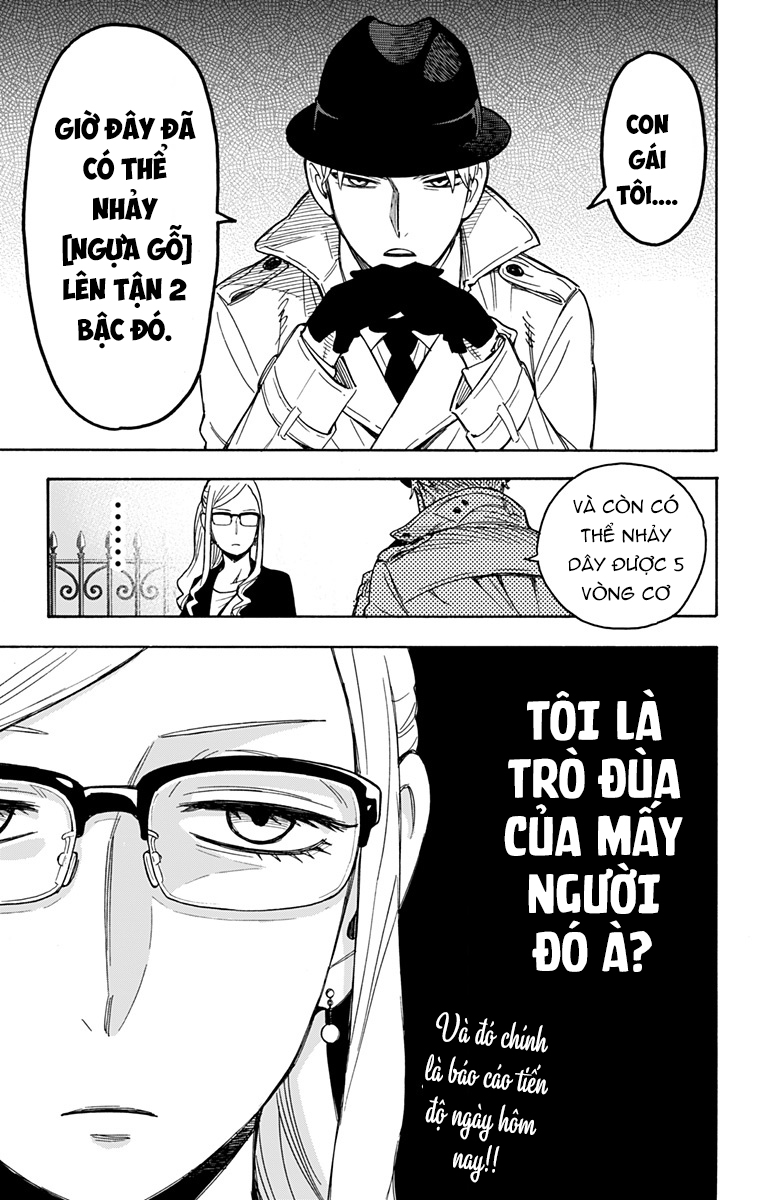 CON
GÁI
TÔI....
GIỜ ĐÂY ĐÃ
CÓ THỂ
NHẢY
[NGỰA GỖ]
LÊN TẬN 2
BẬC ĐÓ.
VÀ CÒN CÓ
THỂ NHẢY
DÂY ĐƯỢC 5
VÒNG CƠ
.......
TÔI LÀ
TRÒ ĐÙA
CỦA MẤY
NGƯỜI
ĐÓ À?
Và đó chính
là báo cáo tiến
độ ngày hôm
nay!!